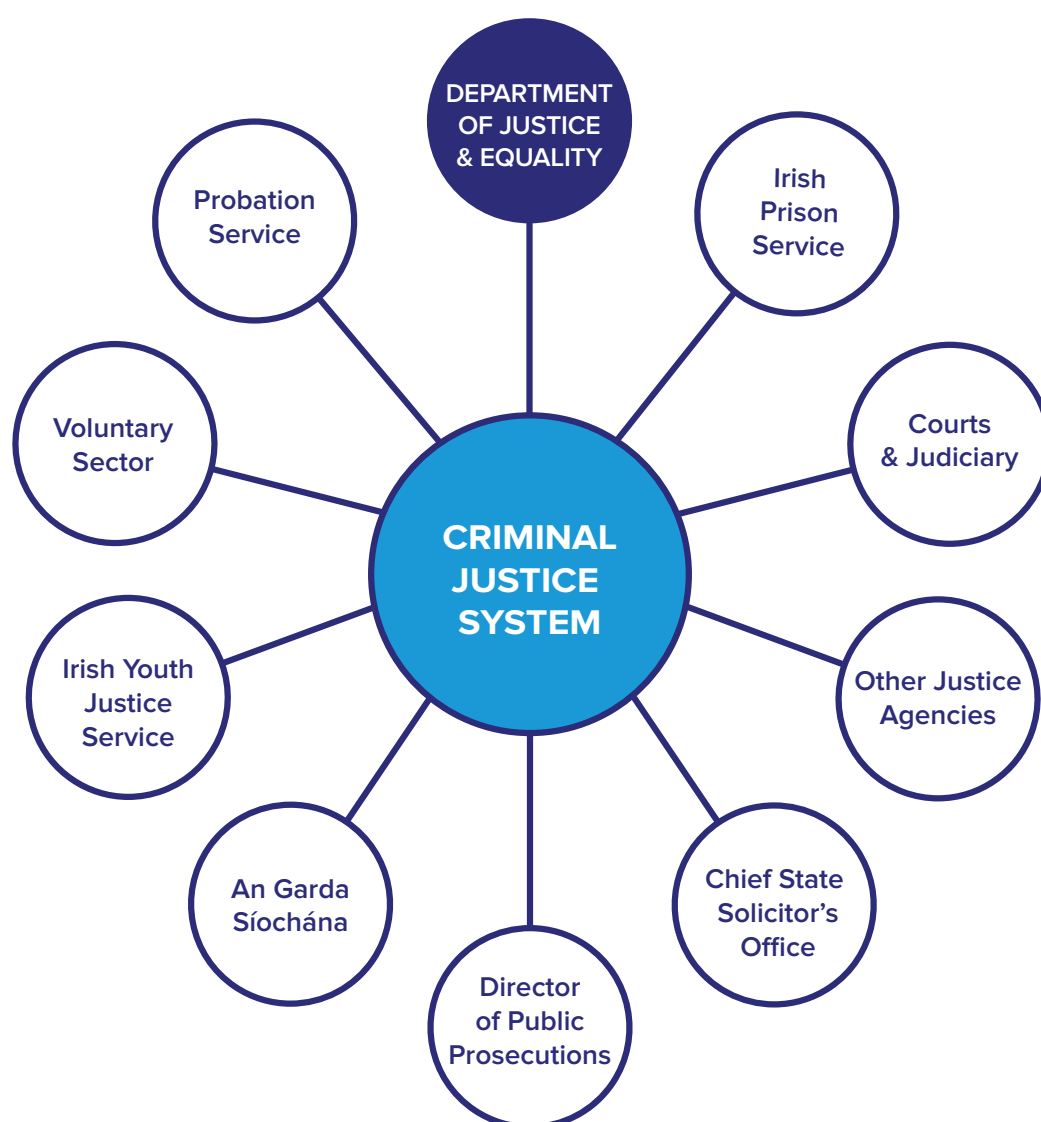 DEPARTMENT
OF JUSTICE
& EQUALITY
Irish
Prison
Service
Probation
Service
Courts
& Judiciary
Voluntary
Sector
CRIMINAL
JUSTICE
SYSTEM
Irish Youth
Justice
Service
Other Justice
Agencies
An Garda
Síochána
Chief State
Solicitor’s
Office
Director
of Public
Prosecutions